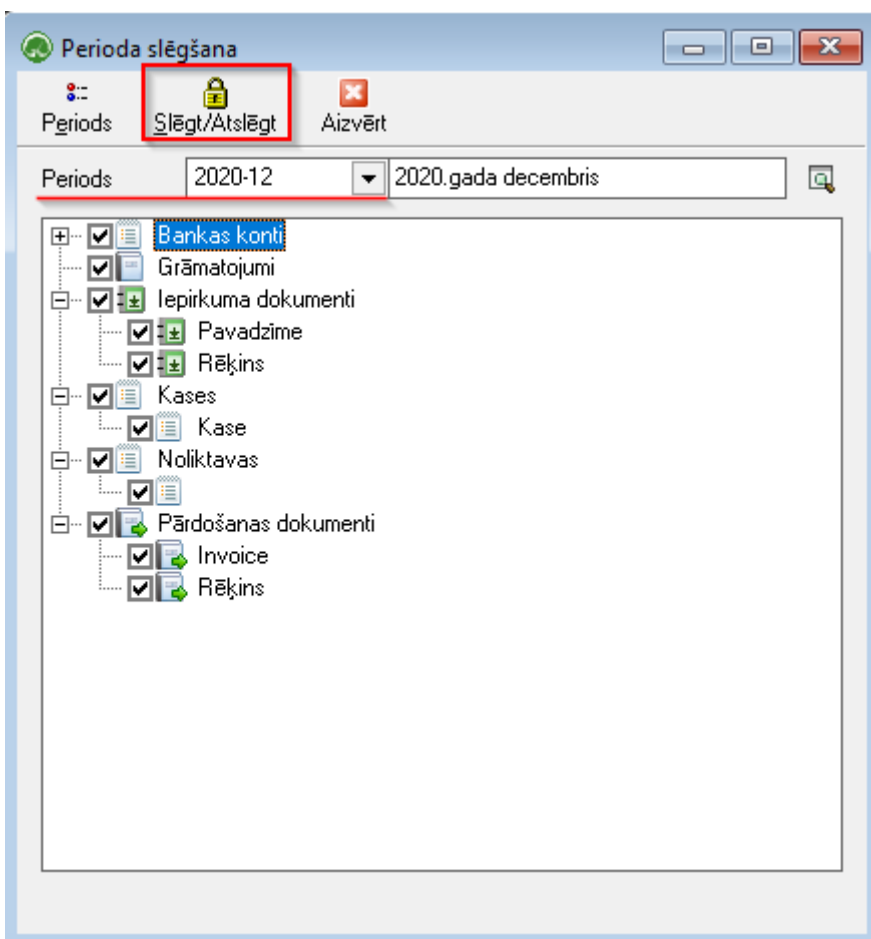 Perioda slēgšana
Periods Slēgt/Atslēgt Aizvērt
Periods 2020-12 2020.gada decembris
Bankas konti
Grāmatojumi
Iepirkuma dokumenti
Pavadzīme
Rēķins
Kases
Kase
Noliktavas
Pārdošanas dokumenti
Invoice
Rēķins